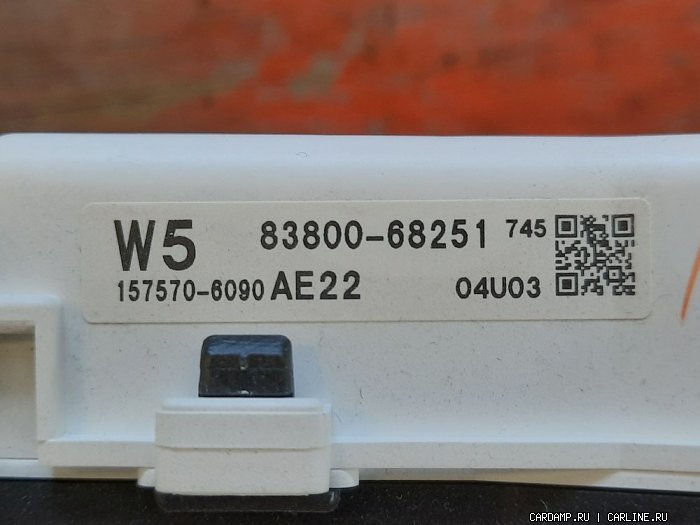 W5 83800-68251 745
157570-6090 AE22 04U03
CARDAMP.RU | CARLINE.RU